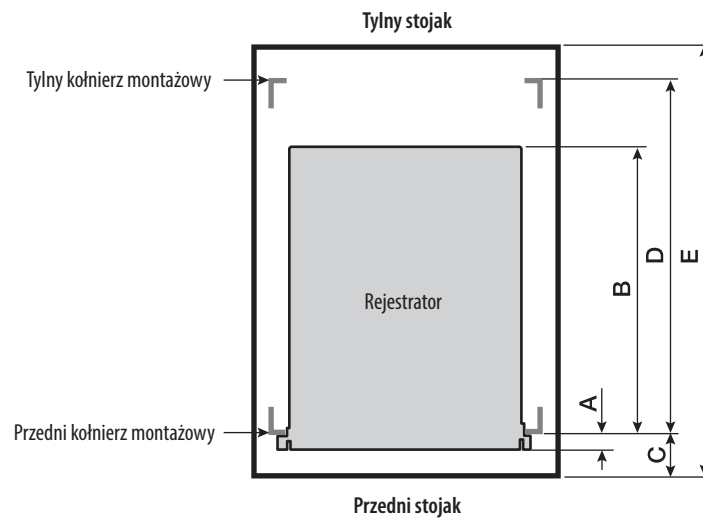 Tylny stojak
Tylny kołnierz montażowy
E
D
B
Rejestrator
A
Przedni kołnierz montażowy
C
Przedni stojak